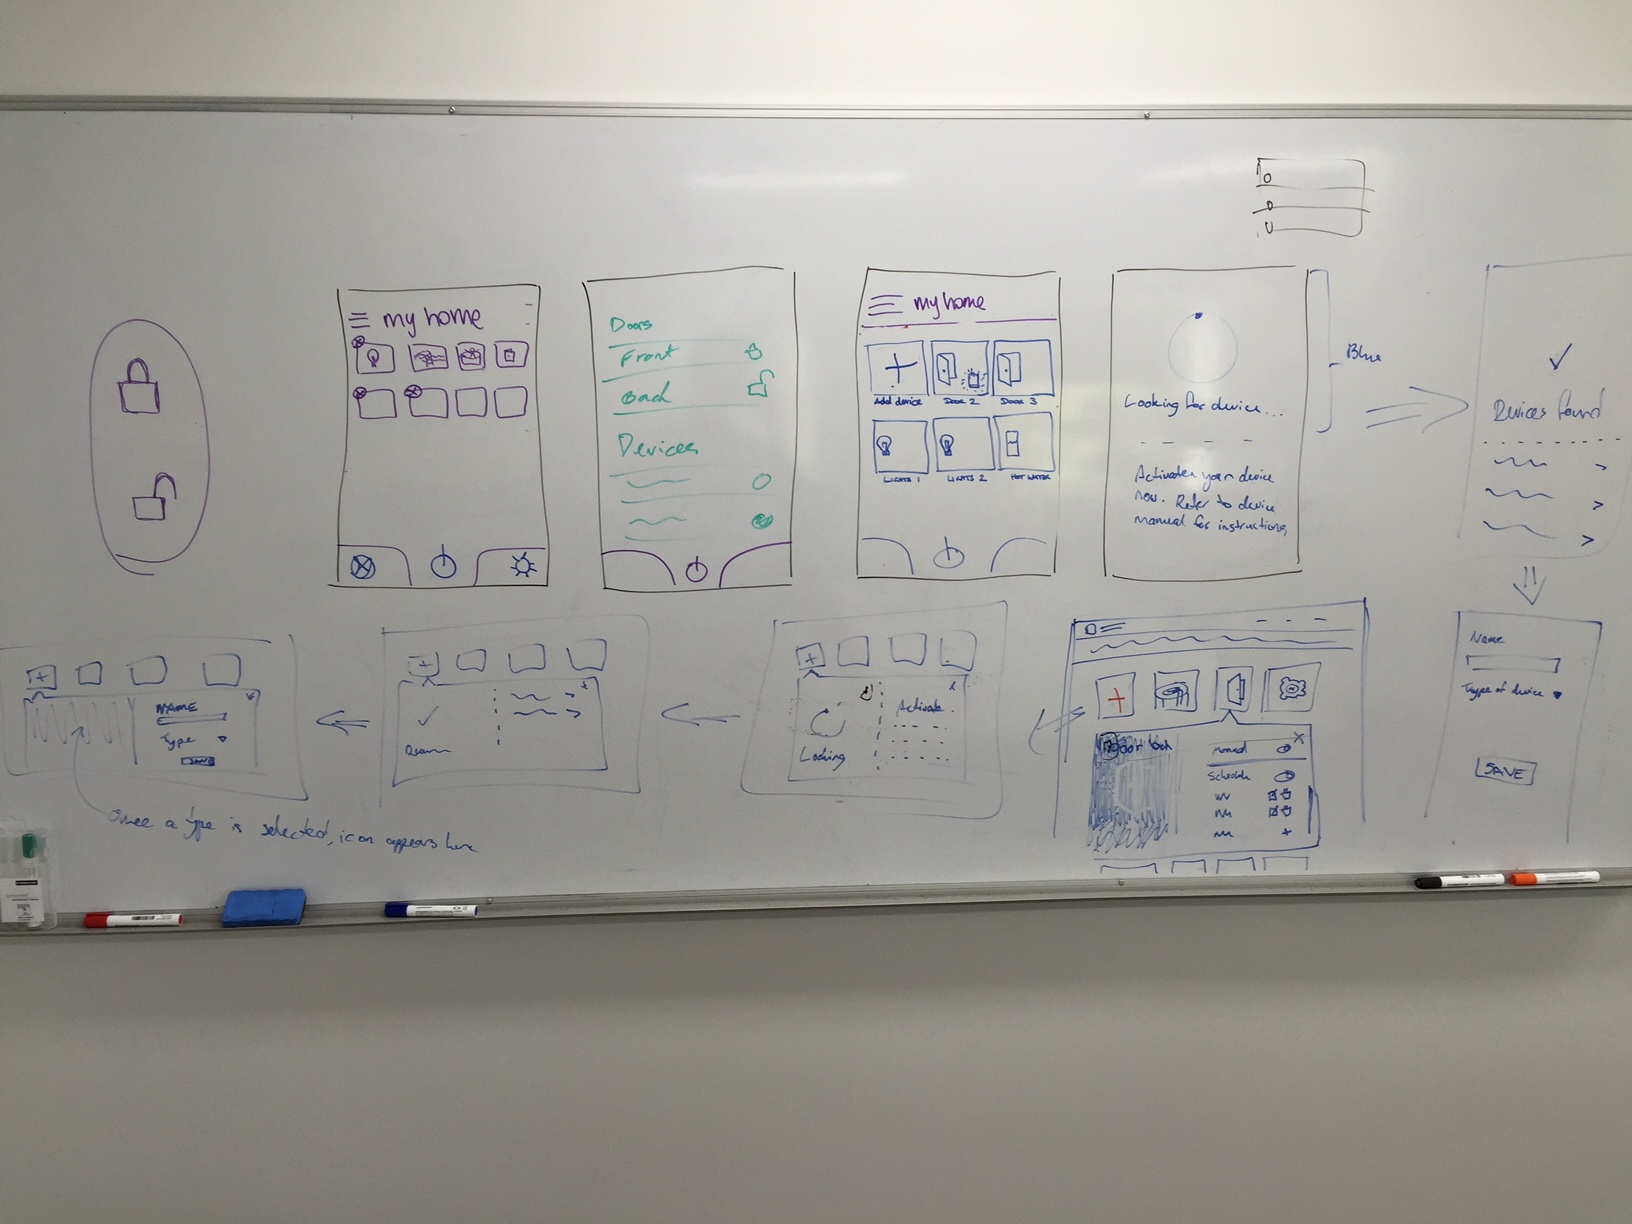 my home
Doors
Front
Back
Devices
my home
Add device
Door 2
Door 3
LIGHTS 1
LIGHTS 2
HOT WATER
Looking for device...
Activate your device
now. Refer to device
manual for instructions
Blue
Devices found
NAME
Type
SAVE
Once a type is selected, icon appears here
Looking
Activate
Door lock
Manual
Schedule
Name
Type of device
SAVE